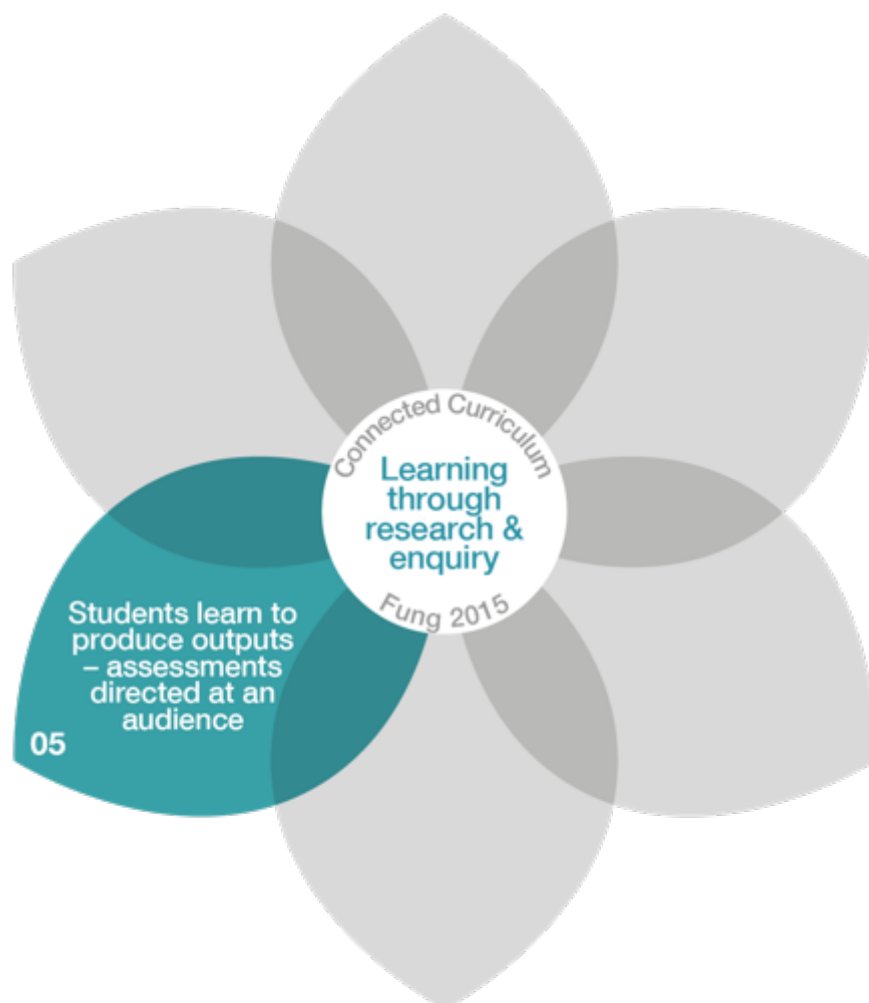 Connected Curriculum
Learning
through
research &
enquiry
Fung 2015
Students learn to
produce outputs
– assessments
directed at an
audience
05